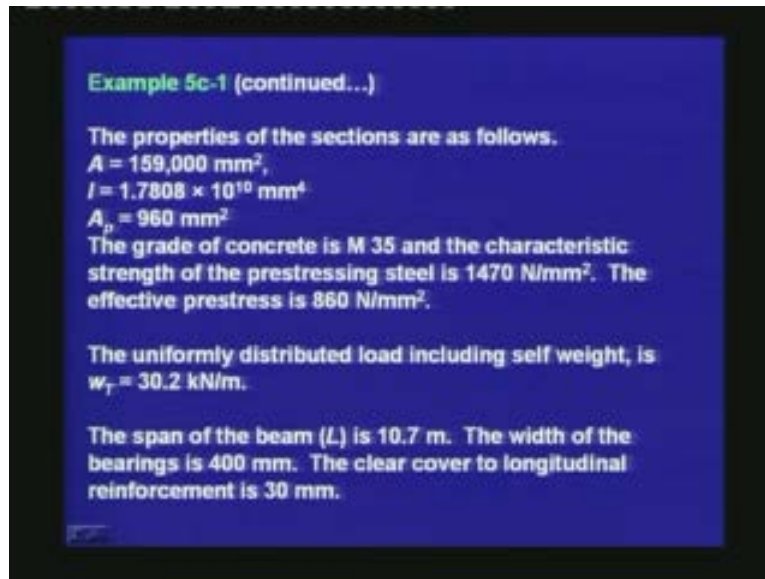 Example 5c-1 (continued...)
The properties of the sections are as follows.
A = 159,000 mm²,
I = 1.7808 × 10¹⁰ mm⁴
Aₚ = 960 mm²
The grade of concrete is M 35 and the characteristic
strength of the prestressing steel is 1470 N/mm². The
effective prestress is 860 N/mm².
The uniformly distributed load including self weight, is
w_T = 30.2 kN/m.
The span of the beam (L) is 10.7 m. The width of the
bearings is 400 mm. The clear cover to longitudinal
reinforcement is 30 mm.